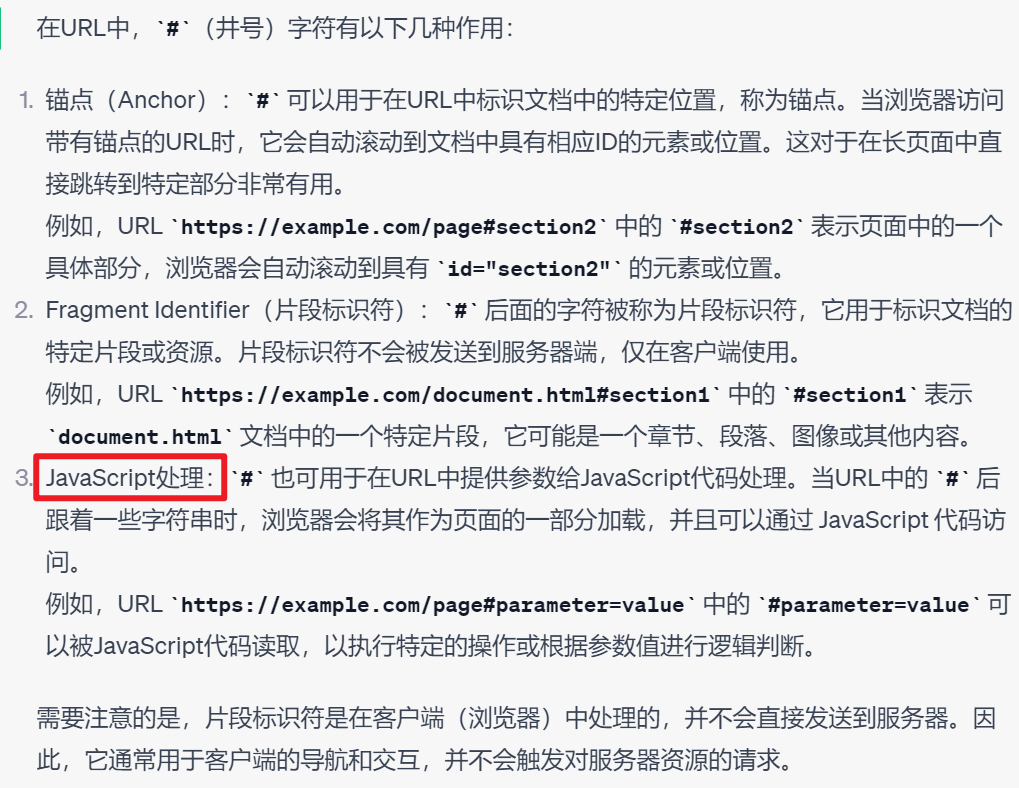 在URL中，`#`（井号）字符有以下几种作用：
1. 锚点（Anchor）：`#` 可以用于在URL中标识文档中的特定位置，称为锚点。当浏览器访问
带有锚点的URL时，它会自动滚动到文档中具有相应ID的元素或位置。这对于在长页面中直
接跳转到特定部分非常有用。
例如，URL `https://example.com/page#section2` 中的 `#section2` 表示页面中的一个
具体部分，浏览器会自动滚动到具有 `id="section2"` 的元素或位置。
2. Fragment Identifier（片段标识符）：`#` 后面的字符被称为片段标识符，它用于标识文档的
特定片段或资源。片段标识符不会被发送到服务器端，仅在客户端使用。
例如，URL `https://example.com/document.html#section1` 中的 `#section1` 表示
`document.html` 文档中的一个特定片段，它可能是一个章节、段落、图像或其他内容。
3. JavaScript处理：`#` 也可用于在URL中提供参数给JavaScript代码处理。当URL中的 `#` 后
跟着一些字符串时，浏览器会将其作为页面的一部分加载，并且可以通过 JavaScript 代码访
问。
例如，URL `https://example.com/page#parameter=value` 中的 `#parameter=value` 可
以被JavaScript代码读取，以执行特定的操作或根据参数值进行逻辑判断。
需要注意的是，片段标识符是在客户端（浏览器）中处理的，并不会直接发送到服务器。因
此，它通常用于客户端的导航和交互，并不会触发对服务器资源的请求。